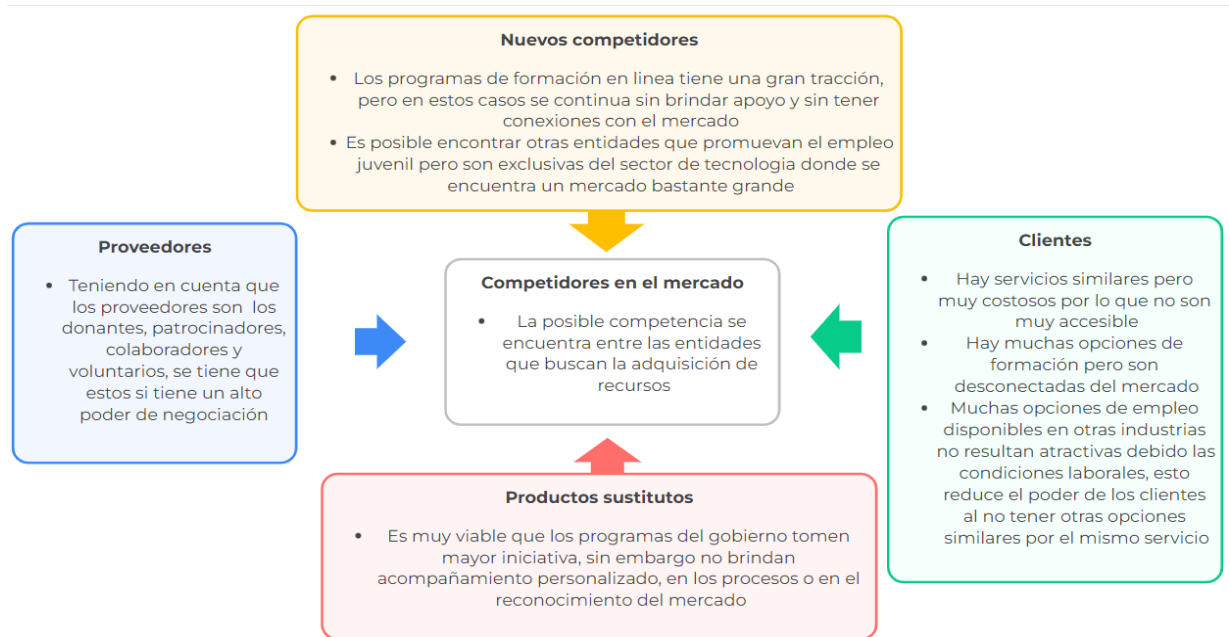 Nuevos competidores
• Los programas de formación en linea tiene una gran tracción,
pero en estos casos se continua sin brindar apoyo y sin tener
conexiones con el mercado
• Es posible encontrar otras entidades que promuevan el empleo
juvenil pero son exclusivas del sector de tecnologia donde se
encuentra un mercado bastante grande
Proveedores
• Teniendo en cuenta que
los proveedores son los
donantes, patrocinadores,
colaboradores y
voluntarios, se tiene que
estos si tiene un alto
poder de negociación
Competidores en el mercado
• La posible competencia se
encuentra entre las entidades
que buscan la adquisición de
recursos
Clientes
• Hay servicios similares pero
muy costosos por lo que no son
muy accesible
• Hay muchas opciones de
formación pero son
desconectadas del mercado
• Muchas opciones de empleo
disponibles en otras industrias
no resultan atractivas debido las
condiciones laborales, esto
reduce el poder de los clientes
al no tener otras opciones
similares por el mismo servicio
Productos sustitutos
• Es muy viable que los programas del gobierno tomen
mayor iniciativa, sin embargo no brindan
acompañamiento personalizado, en los procesos o en el
reconocimiento del mercado